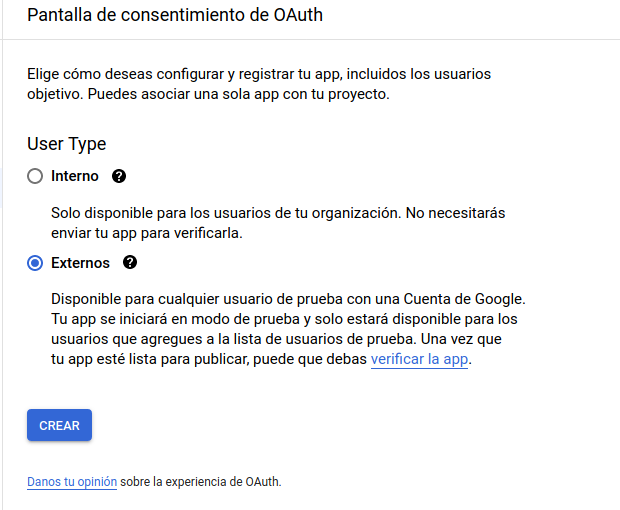 Pantalla de consentimiento de OAuth
Elige cómo deseas configurar y registrar tu app, incluidos los usuarios
objetivo. Puedes asociar una sola app con tu proyecto.
User Type
Interno
Solo disponible para los usuarios de tu organización. No necesitarás
enviar tu app para verificarla.
Externos
Disponible para cualquier usuario de prueba con una Cuenta de Google.
Tu app se iniciará en modo de prueba y solo estará disponible para los
usuarios que agregues a la lista de usuarios de prueba. Una vez que
tu app esté lista para publicar, puede que debas verificar la app.
CREAR
Danos tu opinión sobre la experiencia de OAuth.